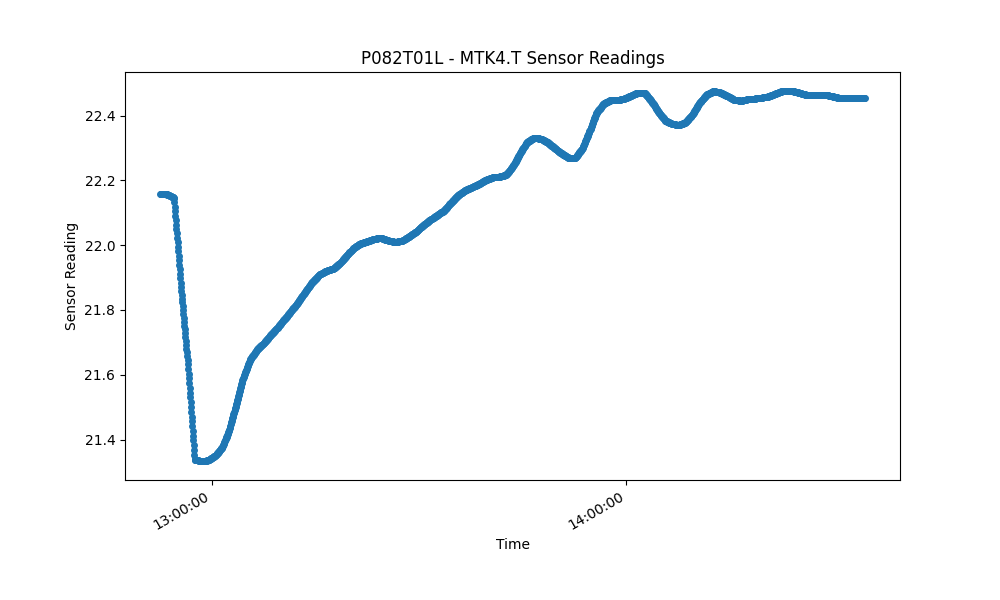 P082T01L - MTK4.T Sensor Readings
22.4
22.2
22.0
21.8
21.6
21.4
Sensor Reading
13:00:00
14:00:00
Time